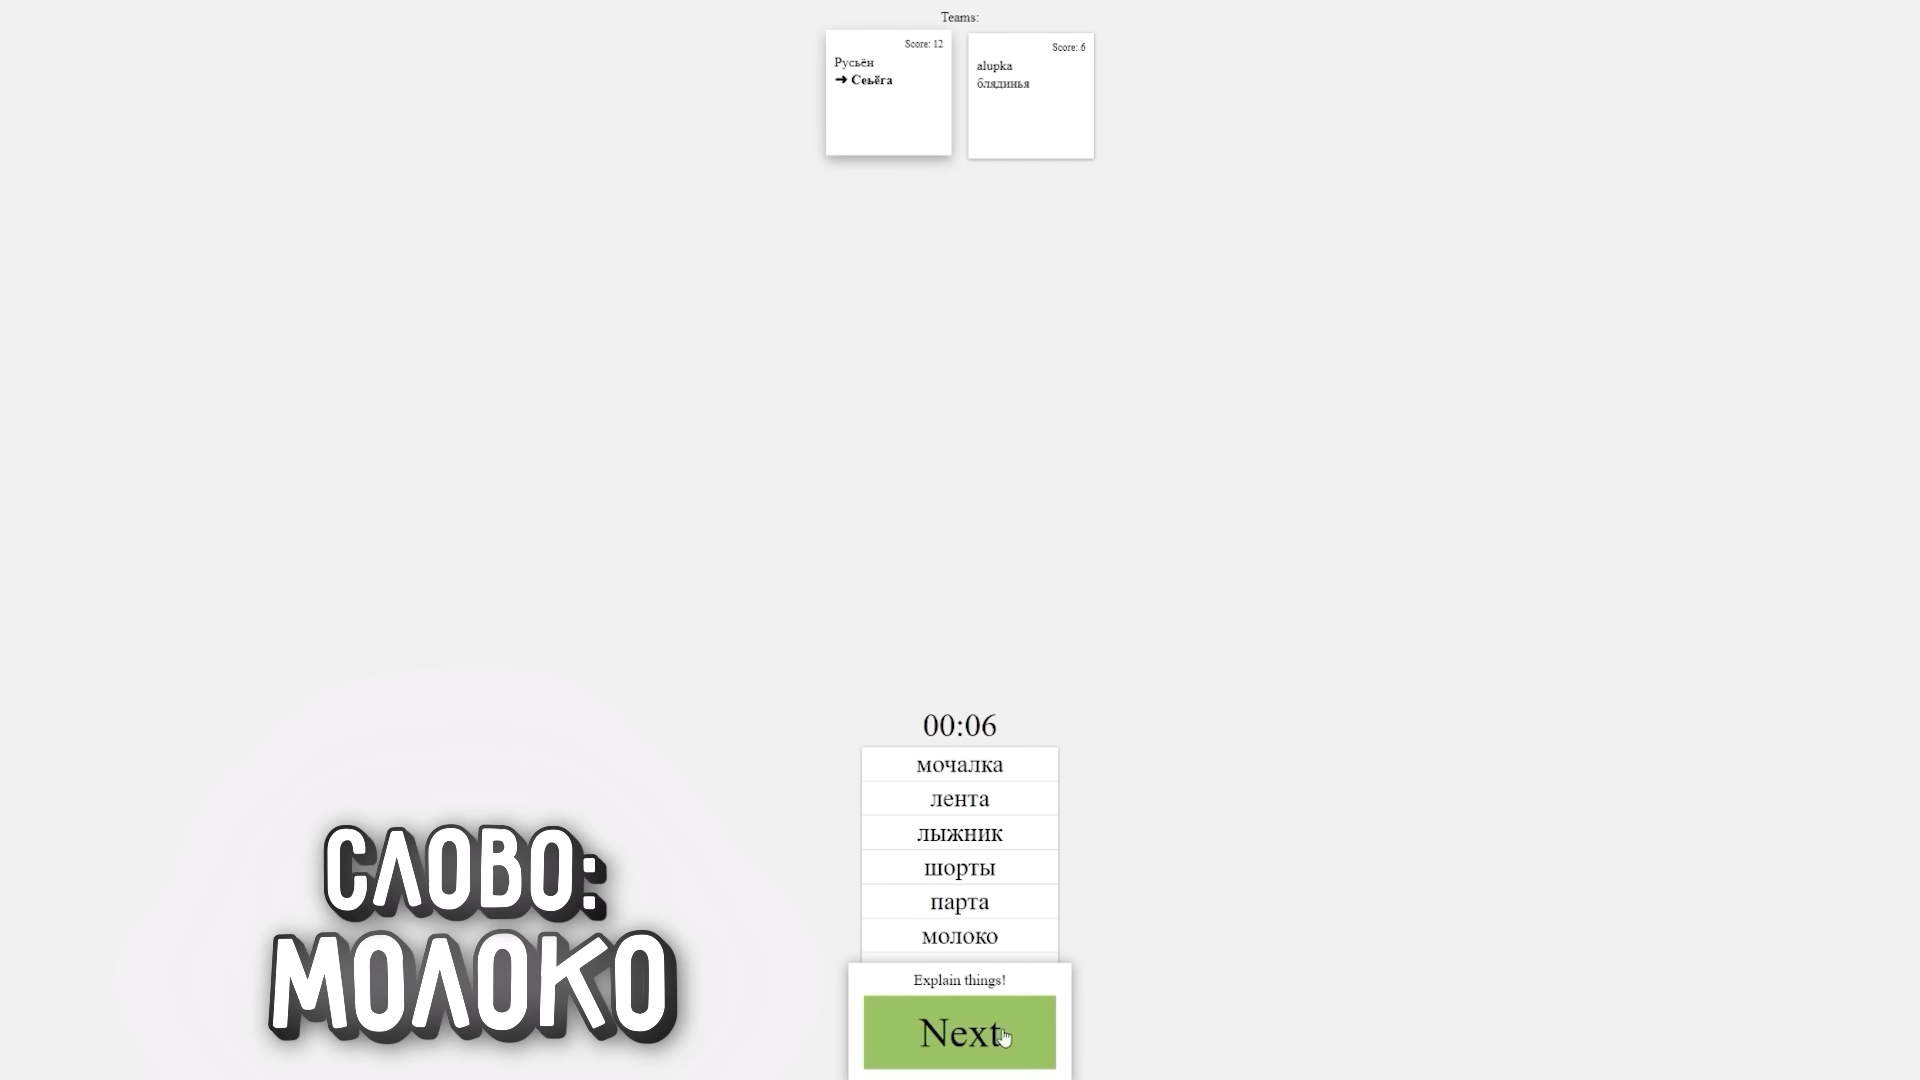 Teams:
Score: 12
Русьён
➜ Сеьёга
Score: 6
alupka
блядинья
00:06
мочалка
лента
лыжник
шорты
парта
молоко
Explain things!
Next
СЛОВО:
МОЛОКО